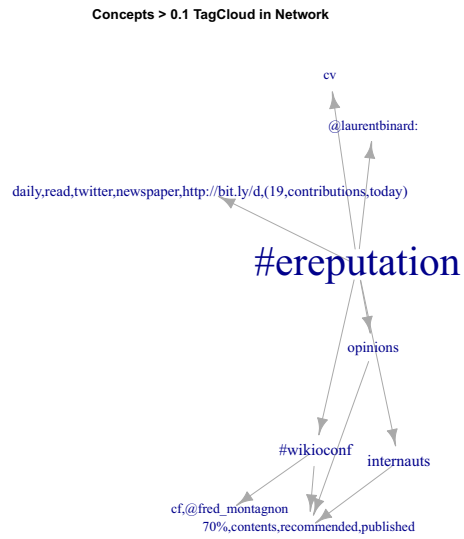 Concepts > 0.1 TagCloud in Network
cv
@laurentbinard:
daily,read,twitter,newspaper,http://bit.ly/d,(19,contributions,today)
#ereputation
opinions
#wikioconf
internauts
cf,@fred_montagnon
70%,contents,recommended,published